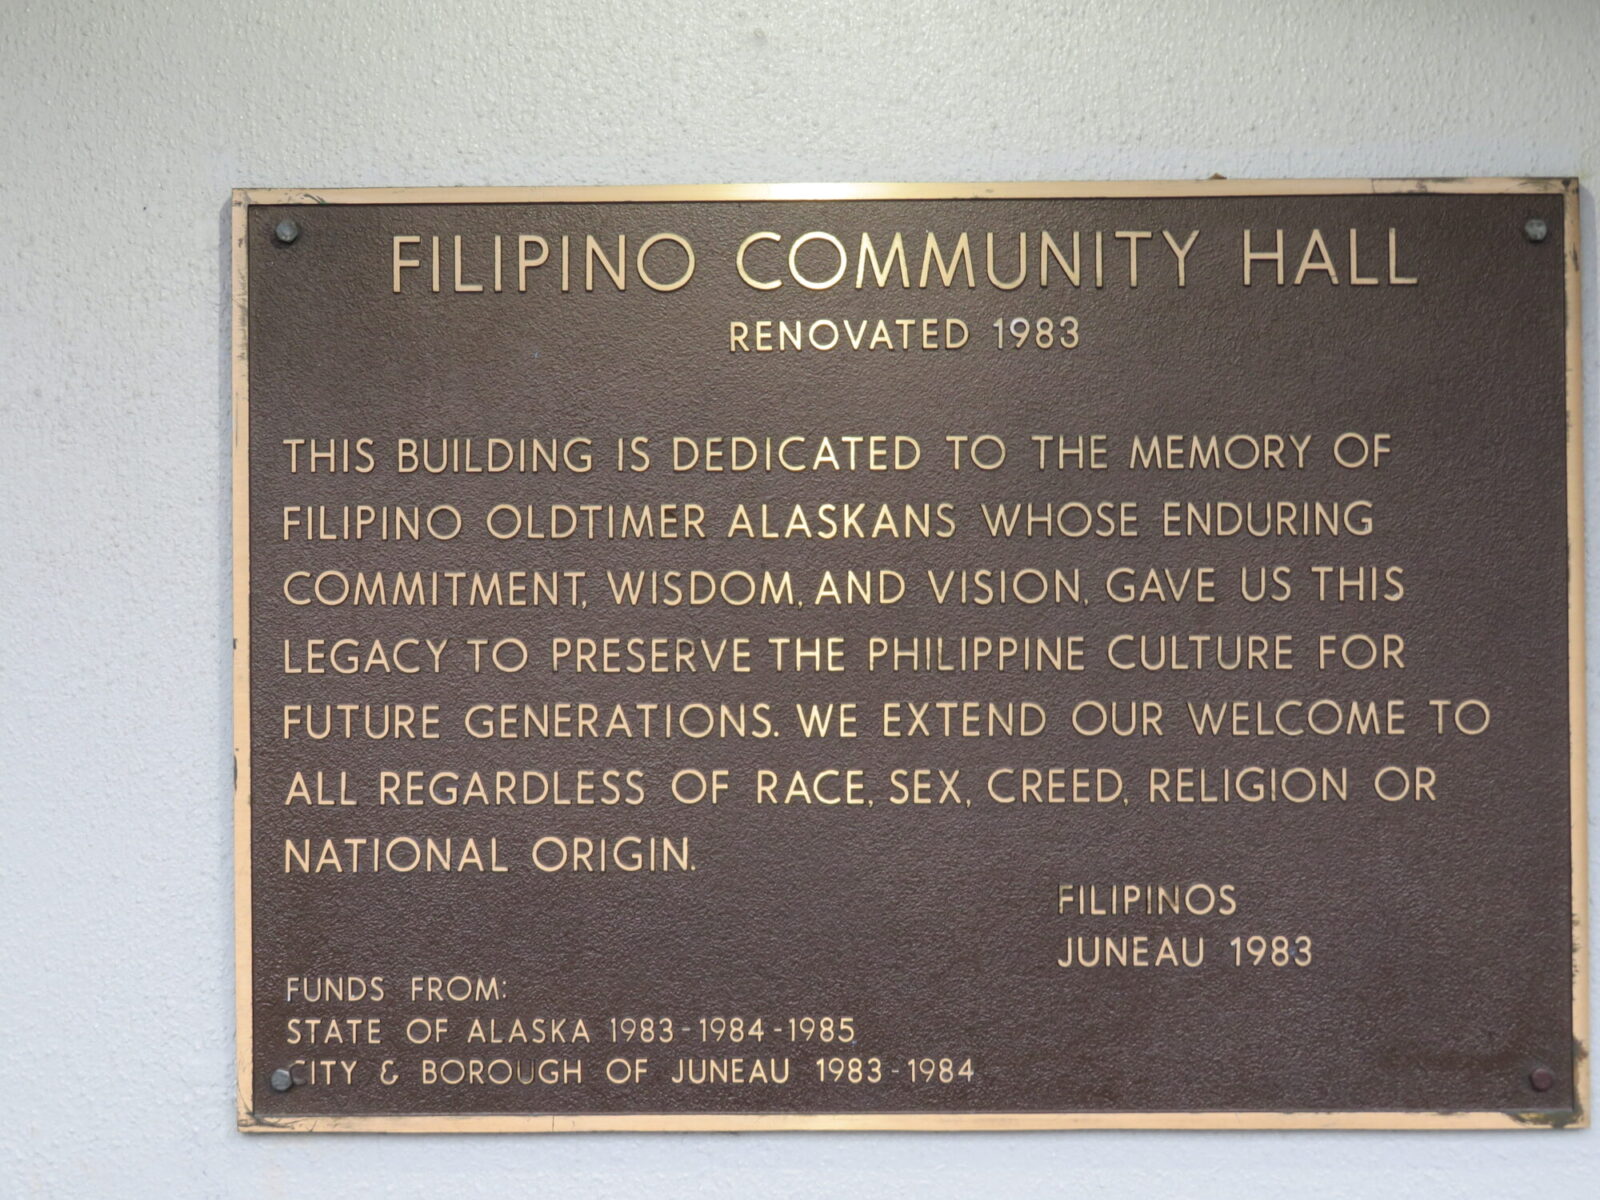 FILIPINO COMMUNITY HALL
RENOVATED 1983
THIS BUILDING IS DEDICATED TO THE MEMORY OF
FILIPINO OLDTIMER ALASKANS WHOSE ENDURING
COMMITMENT, WISDOM, AND VISION, GAVE US THIS
LEGACY TO PRESERVE THE PHILIPPINE CULTURE FOR
FUTURE GENERATIONS. WE EXTEND OUR WELCOME TO
ALL REGARDLESS OF RACE, SEX, CREED, RELIGION OR
NATIONAL ORIGIN.
FILIPINOS
JUNEAU 1983
FUNDS FROM:
STATE OF ALASKA 1983-1984-1985
CITY & BOROUGH OF JUNEAU 1983-1984